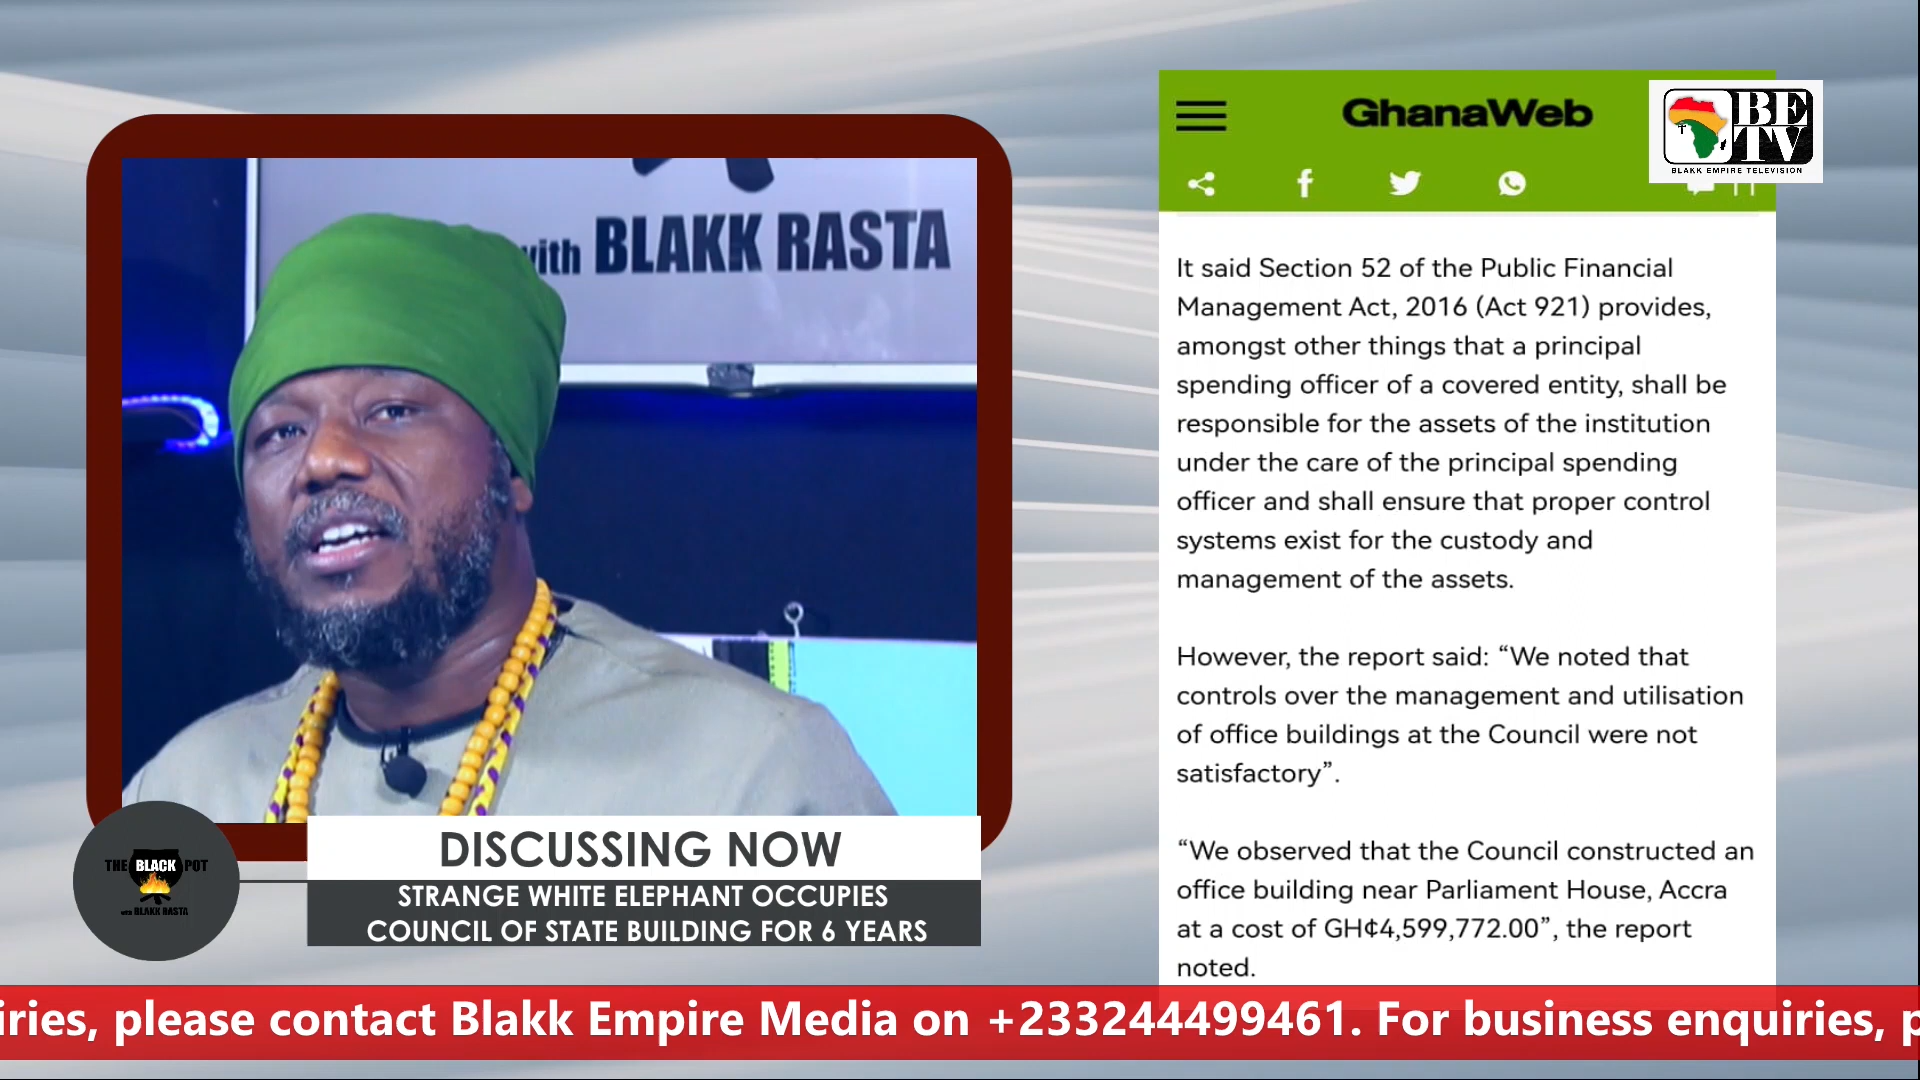 with BLAKK RASTA
GhanaWeb
BE
TV
BLAKK EMPIRE TELEVISION
It said Section 52 of the Public Financial
Management Act, 2016 (Act 921) provides,
amongst other things that a principal
spending officer of a covered entity, shall be
responsible for the assets of the institution
under the care of the principal spending
officer and shall ensure that proper control
systems exist for the custody and
management of the assets.
However, the report said: “We noted that
controls over the management and utilisation
of office buildings at the Council were not
satisfactory”.
“We observed that the Council constructed an
office building near Parliament House, Accra
at a cost of GH¢4,599,772.00”, the report
noted.
THE BLACK POT
with BLAKK RASTA
DISCUSSING NOW
STRANGE WHITE ELEPHANT OCCUPIES
COUNCIL OF STATE BUILDING FOR 6 YEARS
iries, please contact Blakk Empire Media on +233244499461. For business enquiries, p